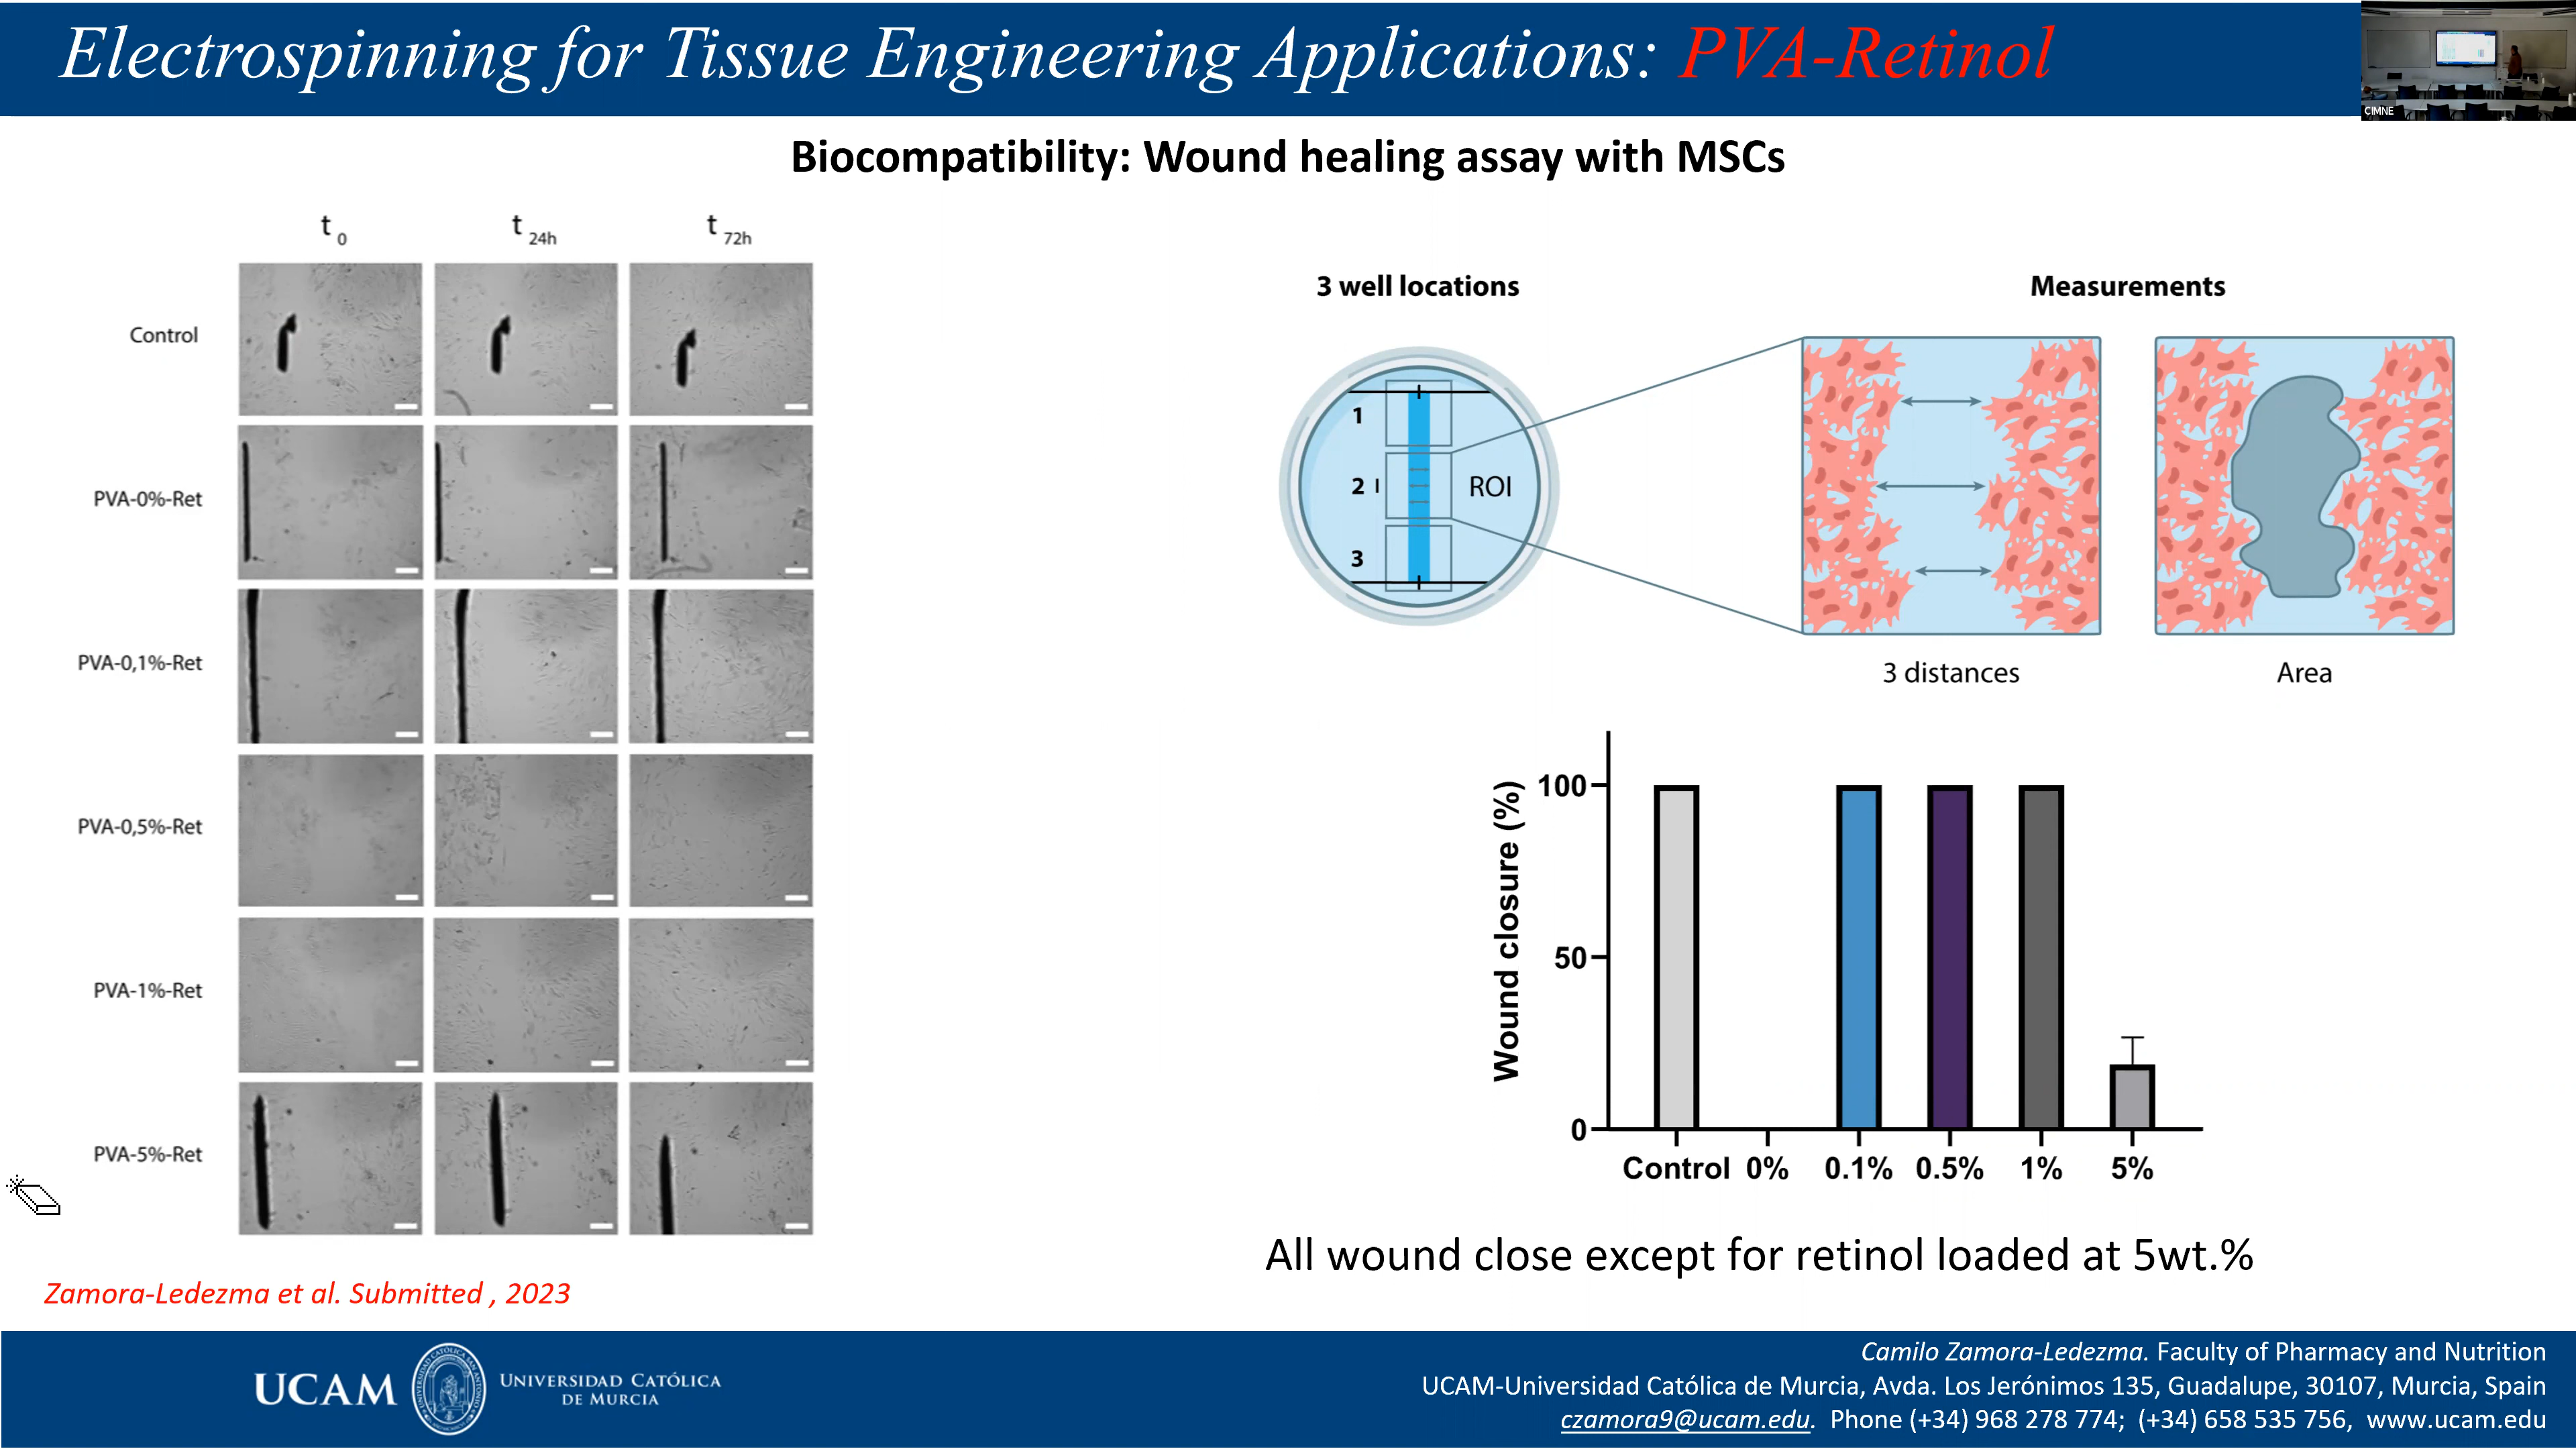 Electrospinning for Tissue Engineering Applications: PVA-Retinol
CIMNE
Biocompatibility: Wound healing assay with MSCs
t 0
t 24h
t 72h
Control
PVA-0%-Ret
PVA-0,1%-Ret
PVA-0,5%-Ret
PVA-1%-Ret
PVA-5%-Ret
3 well locations
Measurements
1
2
3
ROI
3 distances
Area
Wound closure (%)
100
50
0
Control 0% 0.1% 0.5% 1% 5%
All wound close except for retinol loaded at 5wt.%
Zamora-Ledezma et al. Submitted , 2023
UCAM
UNIVERSIDAD CATÓLICA
DE MURCIA
Camilo Zamora-Ledezma. Faculty of Pharmacy and Nutrition
UCAM-Universidad Católica de Murcia, Avda. Los Jerónimos 135, Guadalupe, 30107, Murcia, Spain
czamora9@ucam.edu. Phone (+34) 968 278 774; (+34) 658 535 756, www.ucam.edu